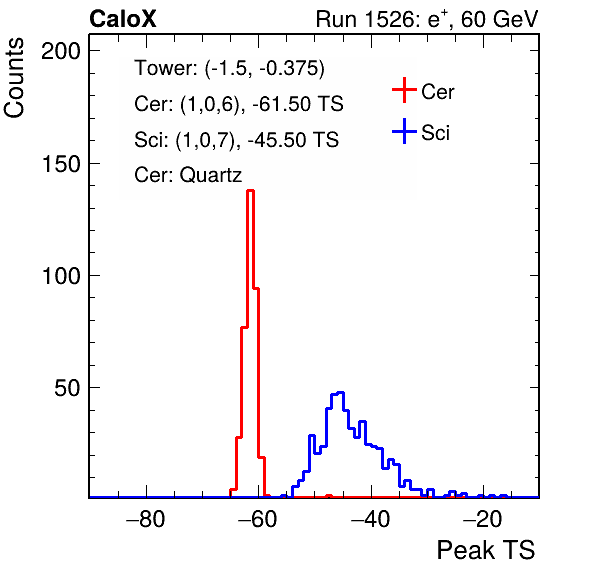 CaloX Run 1526: e⁺, 60 GeV
Counts
200
150
100
50
Tower: (-1.5, -0.375)
Cer: (1,0,6), -61.50 TS
Sci: (1,0,7), -45.50 TS
Cer: Quartz
Cer
Sci
−80 −60 −40 −20
Peak TS